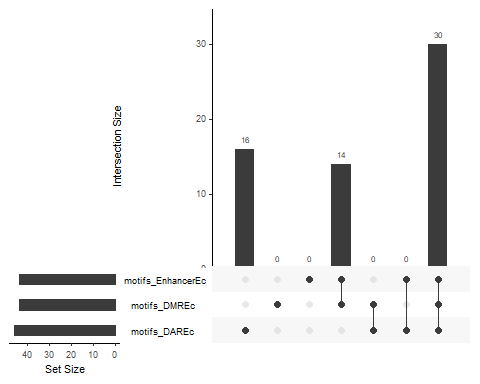 30
30
Intersection Size
20
16
14
10
0 0 0 0
0
motifs_EnhancerEc
motifs_DMREc
motifs_DAREc
40 30 20 10 0
Set Size